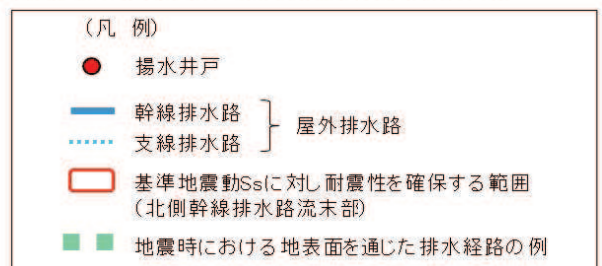 (凡 例)
揚水井戸
幹線排水路
屋外排水路
支線排水路
基準地震動Ssに対し耐震性を確保する範囲
(北側幹線排水路流末部)
地震時における地表面を通じた排水経路の例